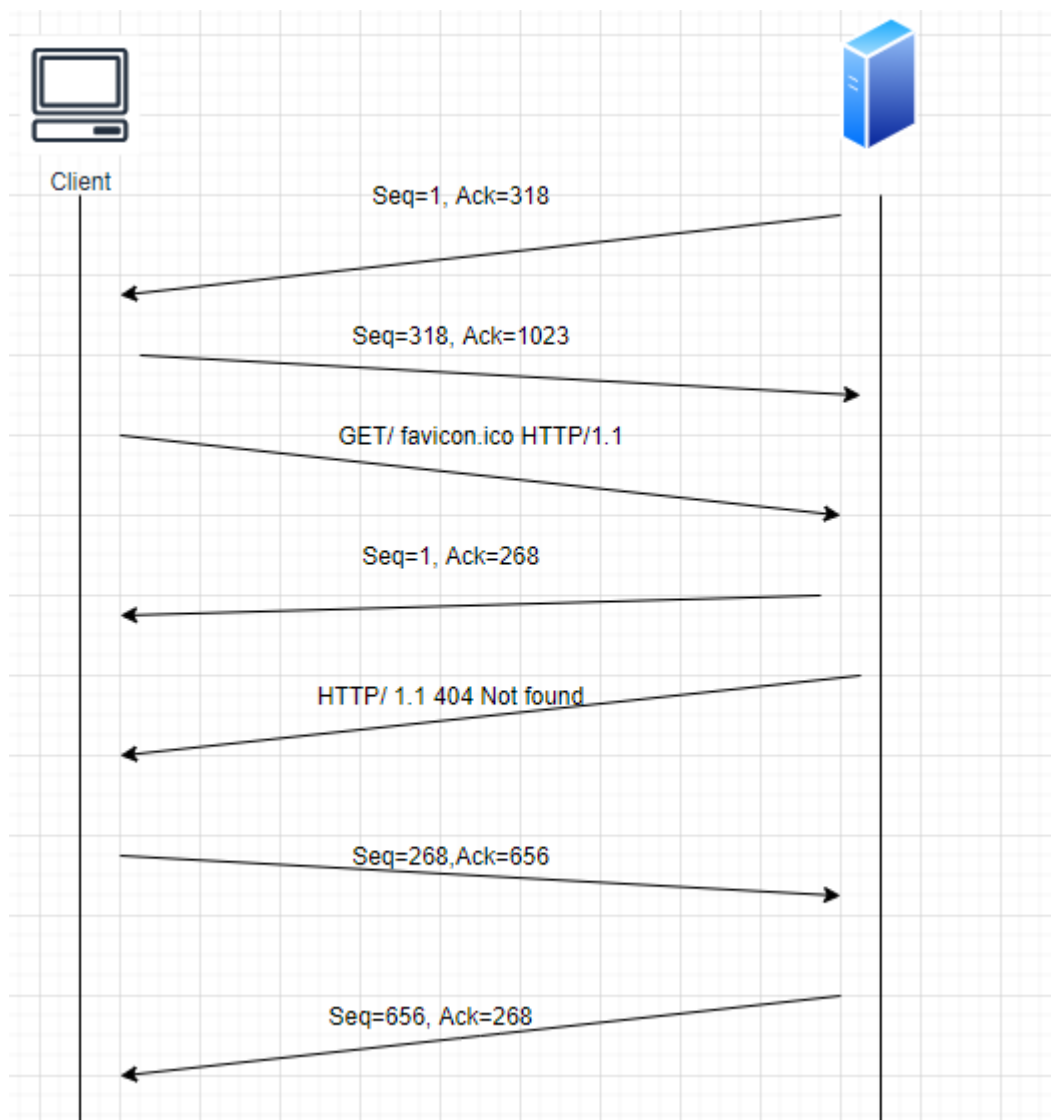 Client
Seq=1, Ack=318
Seq=318, Ack=1023
GET/ favicon.ico HTTP/1.1
Seq=1, Ack=268
HTTP/ 1.1 404 Not found
Seq=268,Ack=656
Seq=656, Ack=268